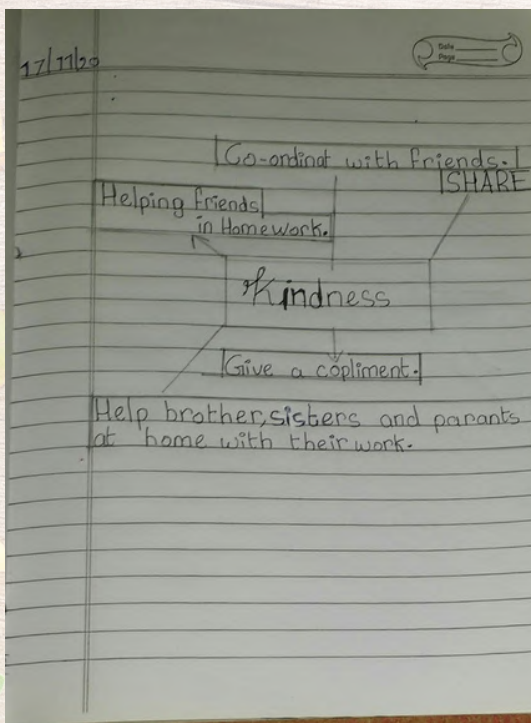 Date
Page
17/11/20
Co-ordinat with friends.
SHARE
Helping friends
in Homework.
Kindness
Give a copliment.
Help brother, sisters and parants
at home with their work.